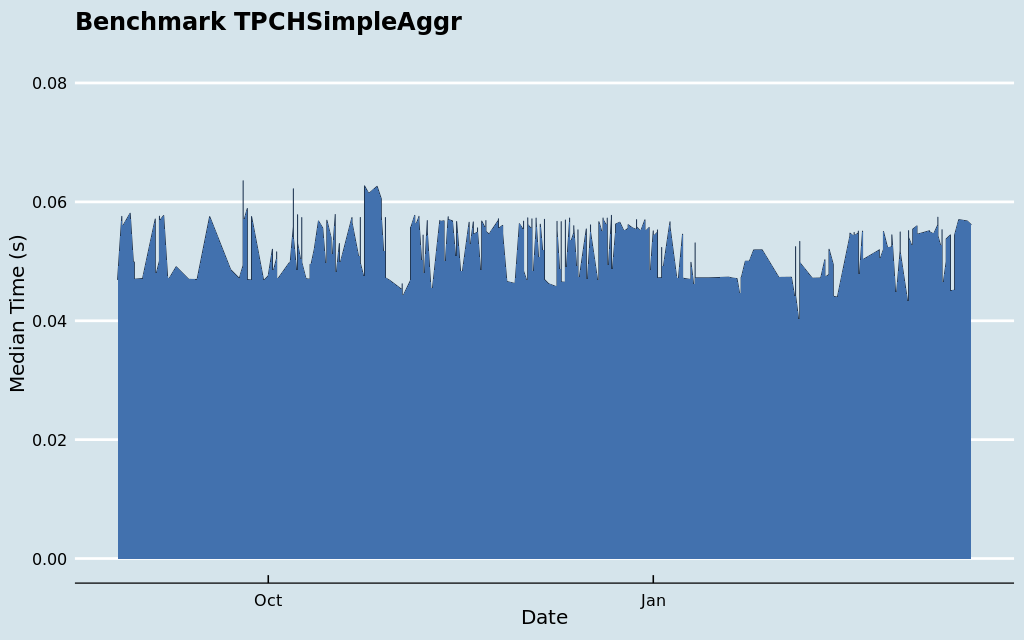 Benchmark TPCHSimpleAggr
0.08
0.06
0.04
0.02
0.00
Median Time (s)
Oct
Jan
Date